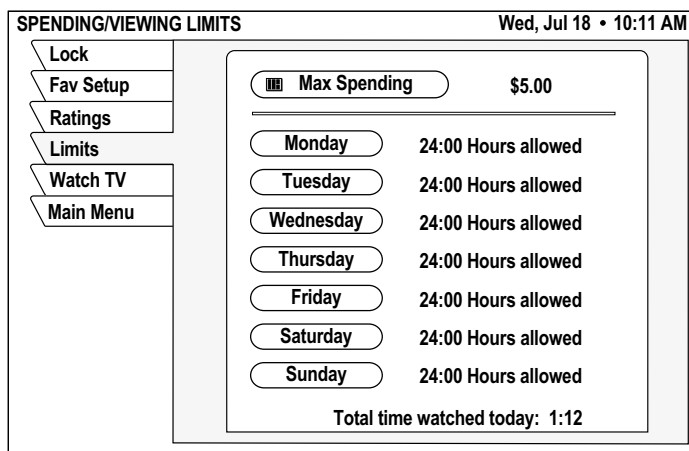 SPENDING/VIEWING LIMITS Wed, Jul 18 • 10:11 AM
Lock
Fav Setup
Ratings
Limits
Watch TV
Main Menu
Max Spending $5.00
Monday 24:00 Hours allowed
Tuesday 24:00 Hours allowed
Wednesday 24:00 Hours allowed
Thursday 24:00 Hours allowed
Friday 24:00 Hours allowed
Saturday 24:00 Hours allowed
Sunday 24:00 Hours allowed
Total time watched today: 1:12